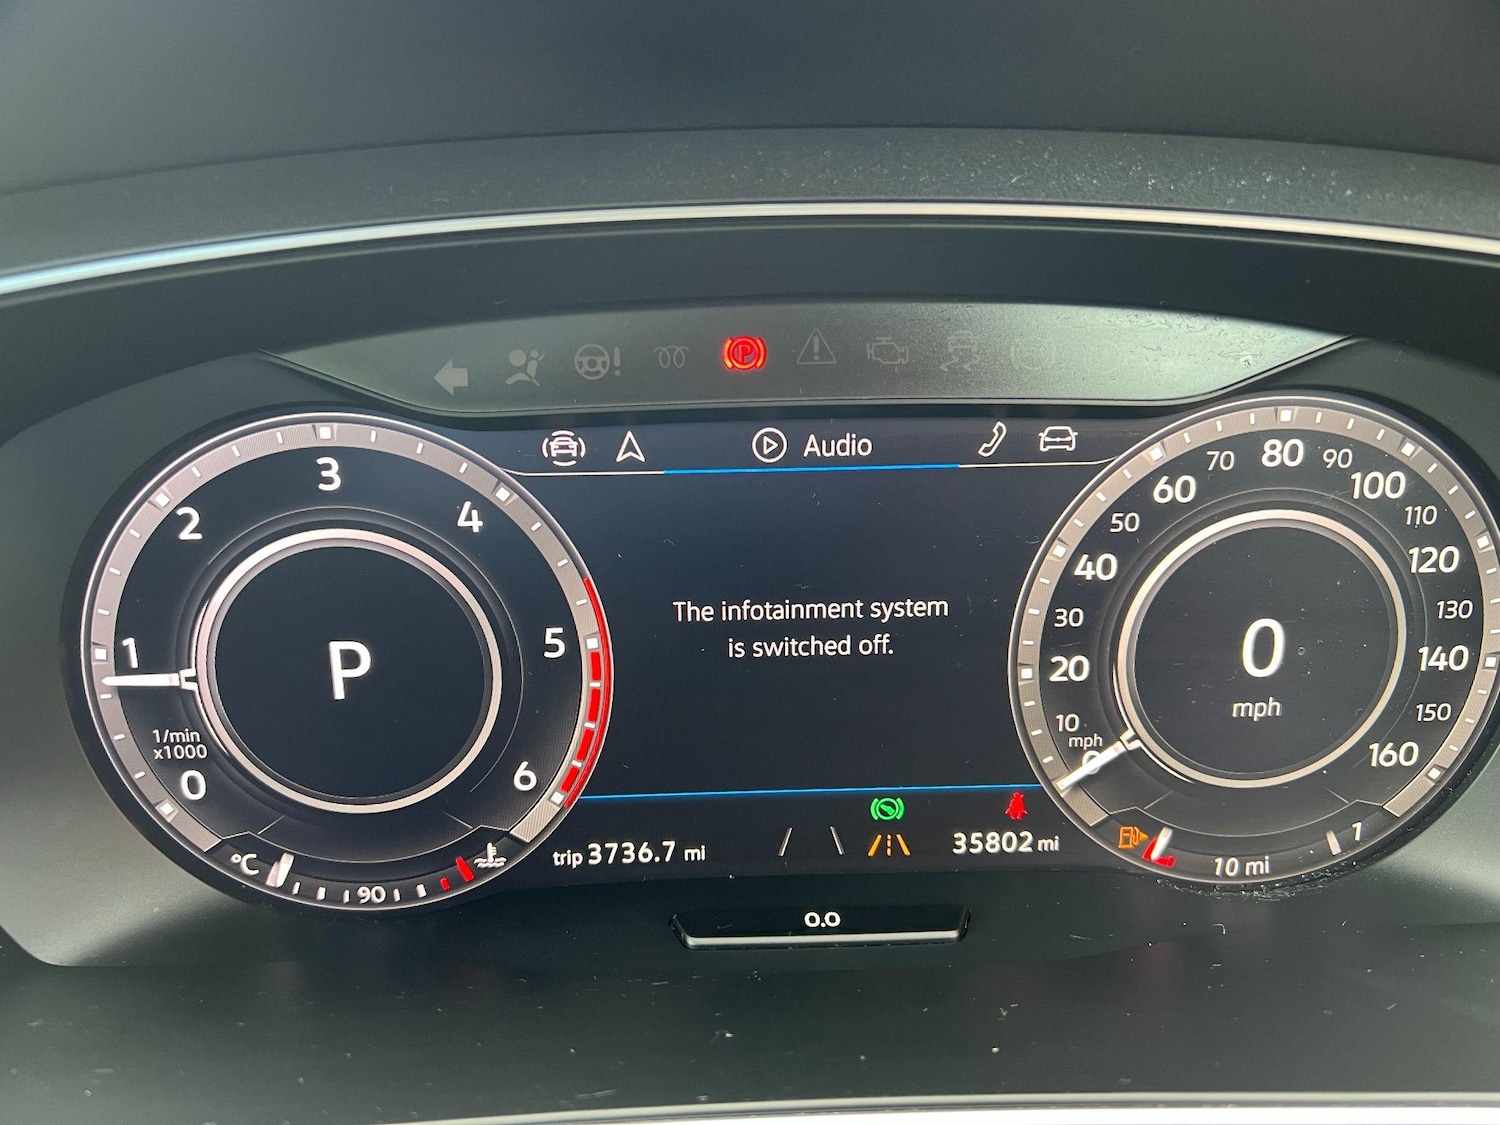 P
Audio
1
2
3
4
5
6
0
1/min
x1000
P
The infotainment system
is switched off.
0
10
20
30
40
50
60
70
80
90
100
110
120
130
140
150
160
mph
0
mph
°C
90
trip 3736.7 mi
35802 mi
10 mi
1
0.0